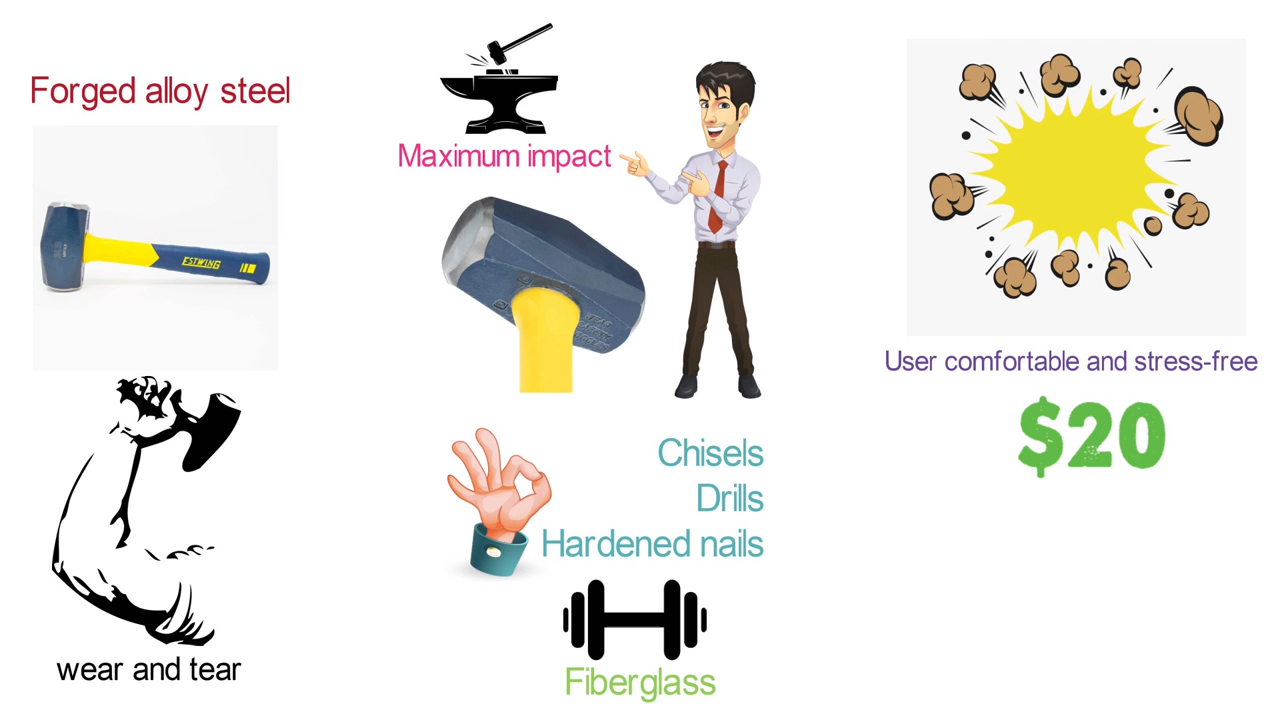 Forged alloy steel
ESTWING
wear and tear
Maximum impact
Chisels
Drills
Hardened nails
Fiberglass
User comfortable and stress-free
$20